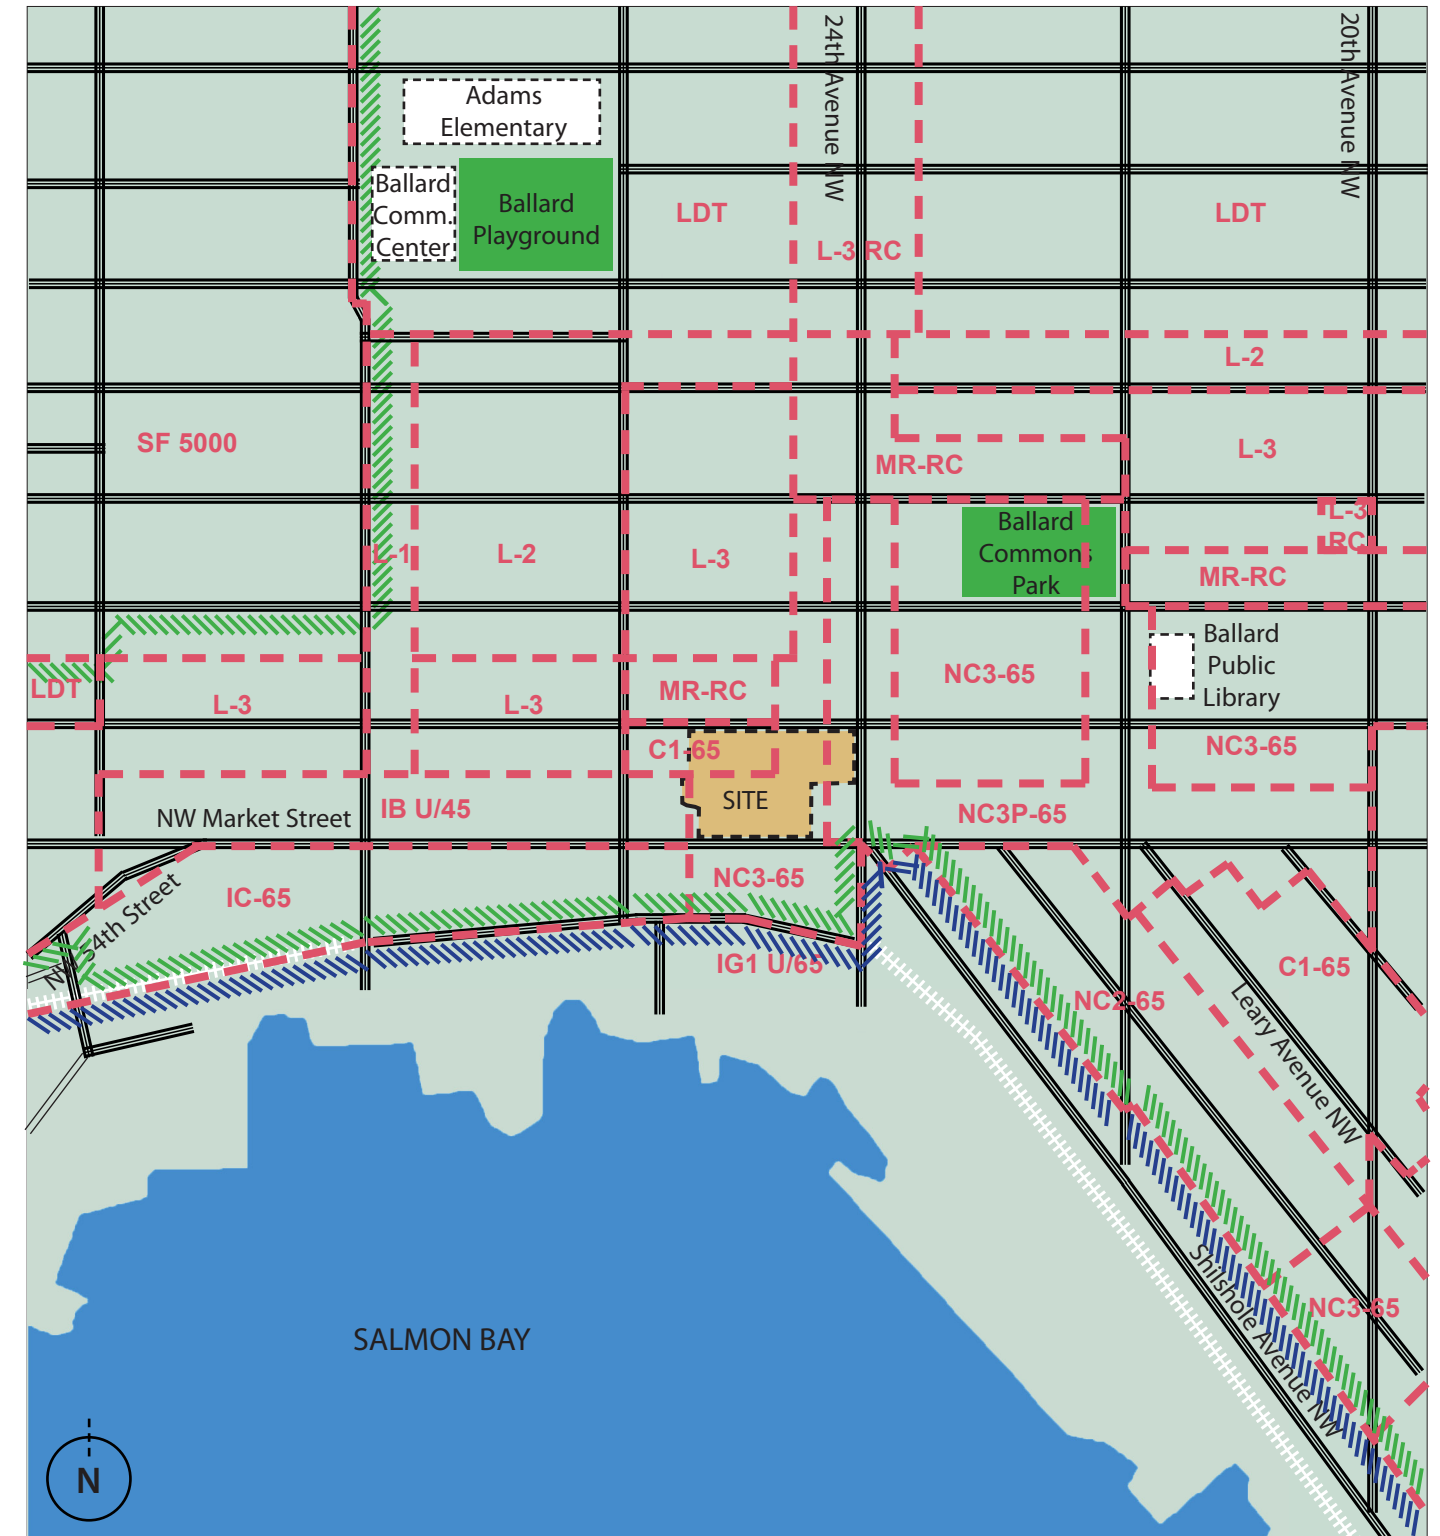 24th Avenue NW
20th Avenue NW
Adams
Elementary
Ballard
Comm.
Center
Ballard
Playground
LDT
LDT
L-3 RC
L-2
SF 5000
MR-RC
L-3
L-1
L-2
L-3
Ballard
Commons
Park
L-3
RC
MR-RC
Ballard
Public
Library
LDT
L-3
L-3
MR-RC
NC3-65
C1-65
NC3-65
SITE
NW Market Street
IB U/45
NC3P-65
IC-65
NC3-65
NW 54th Street
IG1 U/65
C1-65
NC2-65
Leary Avenue NW
Shilshole Avenue NW
NC3-65
SALMON BAY
N